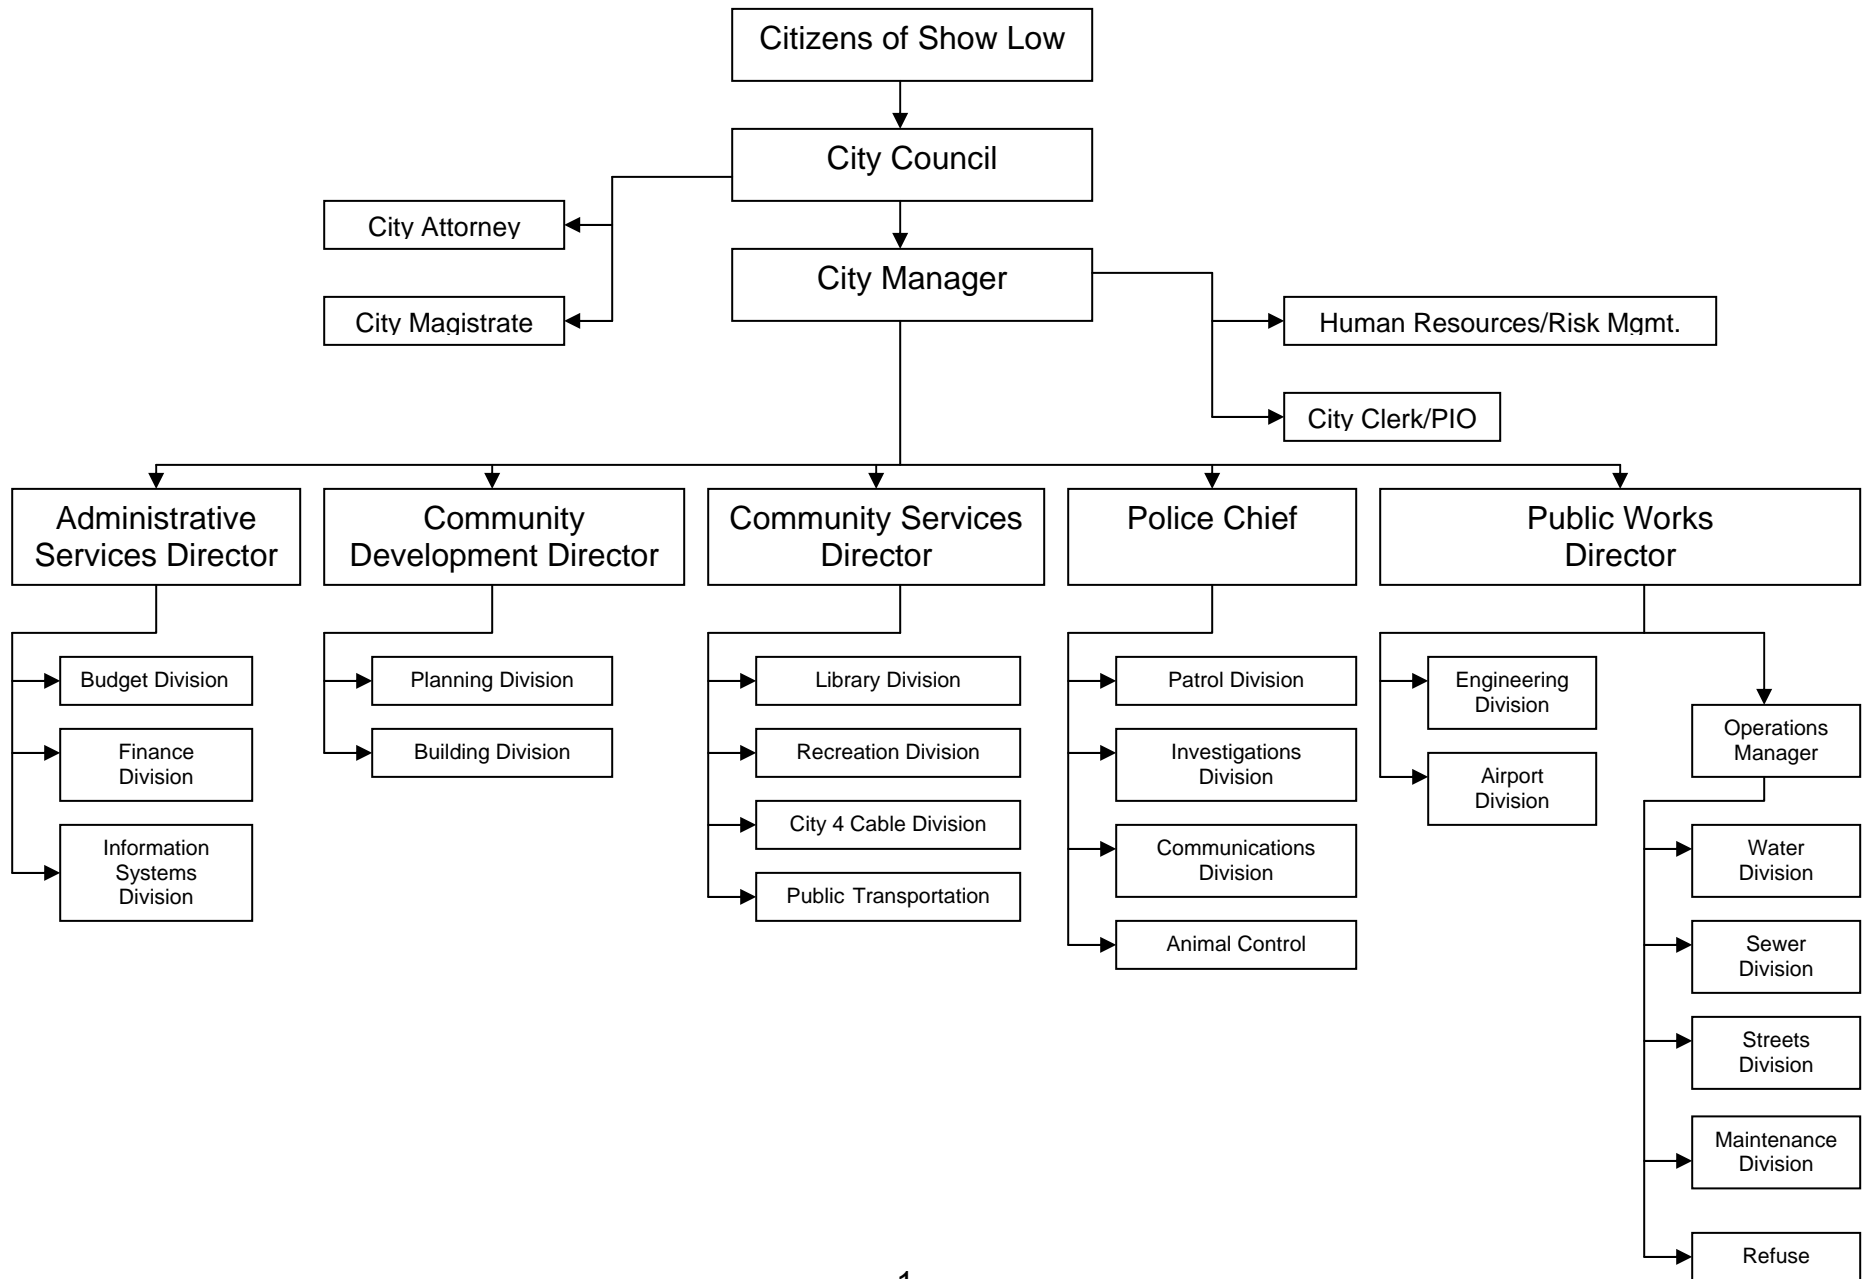 Citizens of Show Low
City Council
City Attorney
City Manager
City Magistrate
Human Resources/Risk Mgmt.
City Clerk/PIO
Administrative
Services Director
Community
Development Director
Community Services
Director
Police Chief
Public Works
Director
Budget Division
Finance
Division
Information
Systems
Division
Planning Division
Building Division
Library Division
Recreation Division
City 4 Cable Division
Public Transportation
Patrol Division
Investigations
Division
Communications
Division
Animal Control
Engineering
Division
Airport
Division
Operations
Manager
Water
Division
Sewer
Division
Streets
Division
Maintenance
Division
Refuse
1